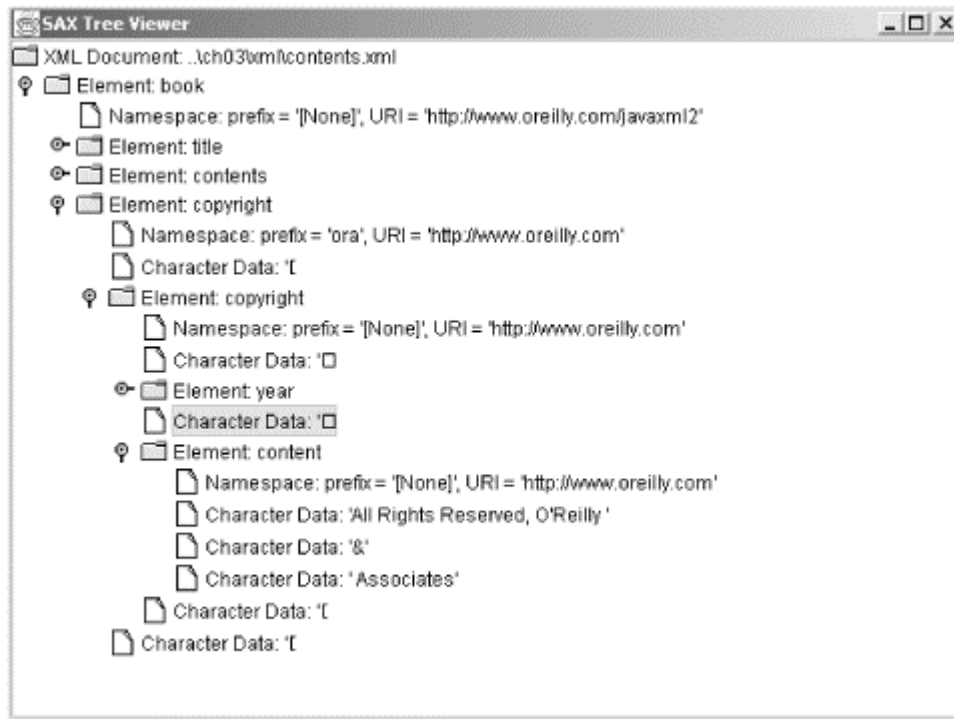 SAX Tree Viewer
XML Document: ..\ch03\xml\contents.xml
Element: book
Namespace: prefix = '[None]', URI = 'http://www.oreilly.com/javaxml2'
Element: title
Element: contents
Element: copyright
Namespace: prefix = 'ora', URI = 'http://www.oreilly.com'
Character Data: '[
Element: copyright
Namespace: prefix = '[None]', URI = 'http://www.oreilly.com'
Character Data: '□
Element: year
Character Data: '□
Element: content
Namespace: prefix = '[None]', URI = 'http://www.oreilly.com'
Character Data: 'All Rights Reserved, O'Reilly '
Character Data: '&'
Character Data: ' Associates'
Character Data: '[
Character Data: '[